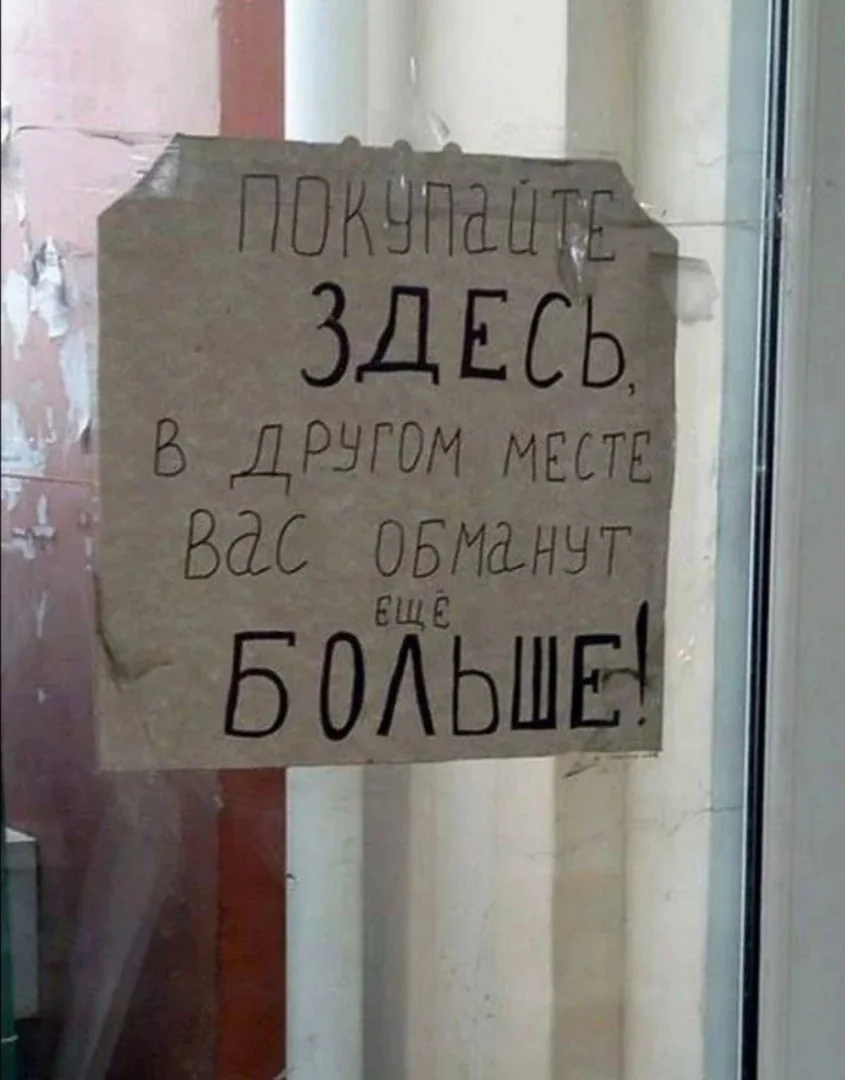 ПОКУПАЙТЕ
ЗДЕСЬ,
В ДРУГОМ МЕСТЕ
ВАС ОБМАНУТ
ЕЩЁ
БОЛЬШЕ!